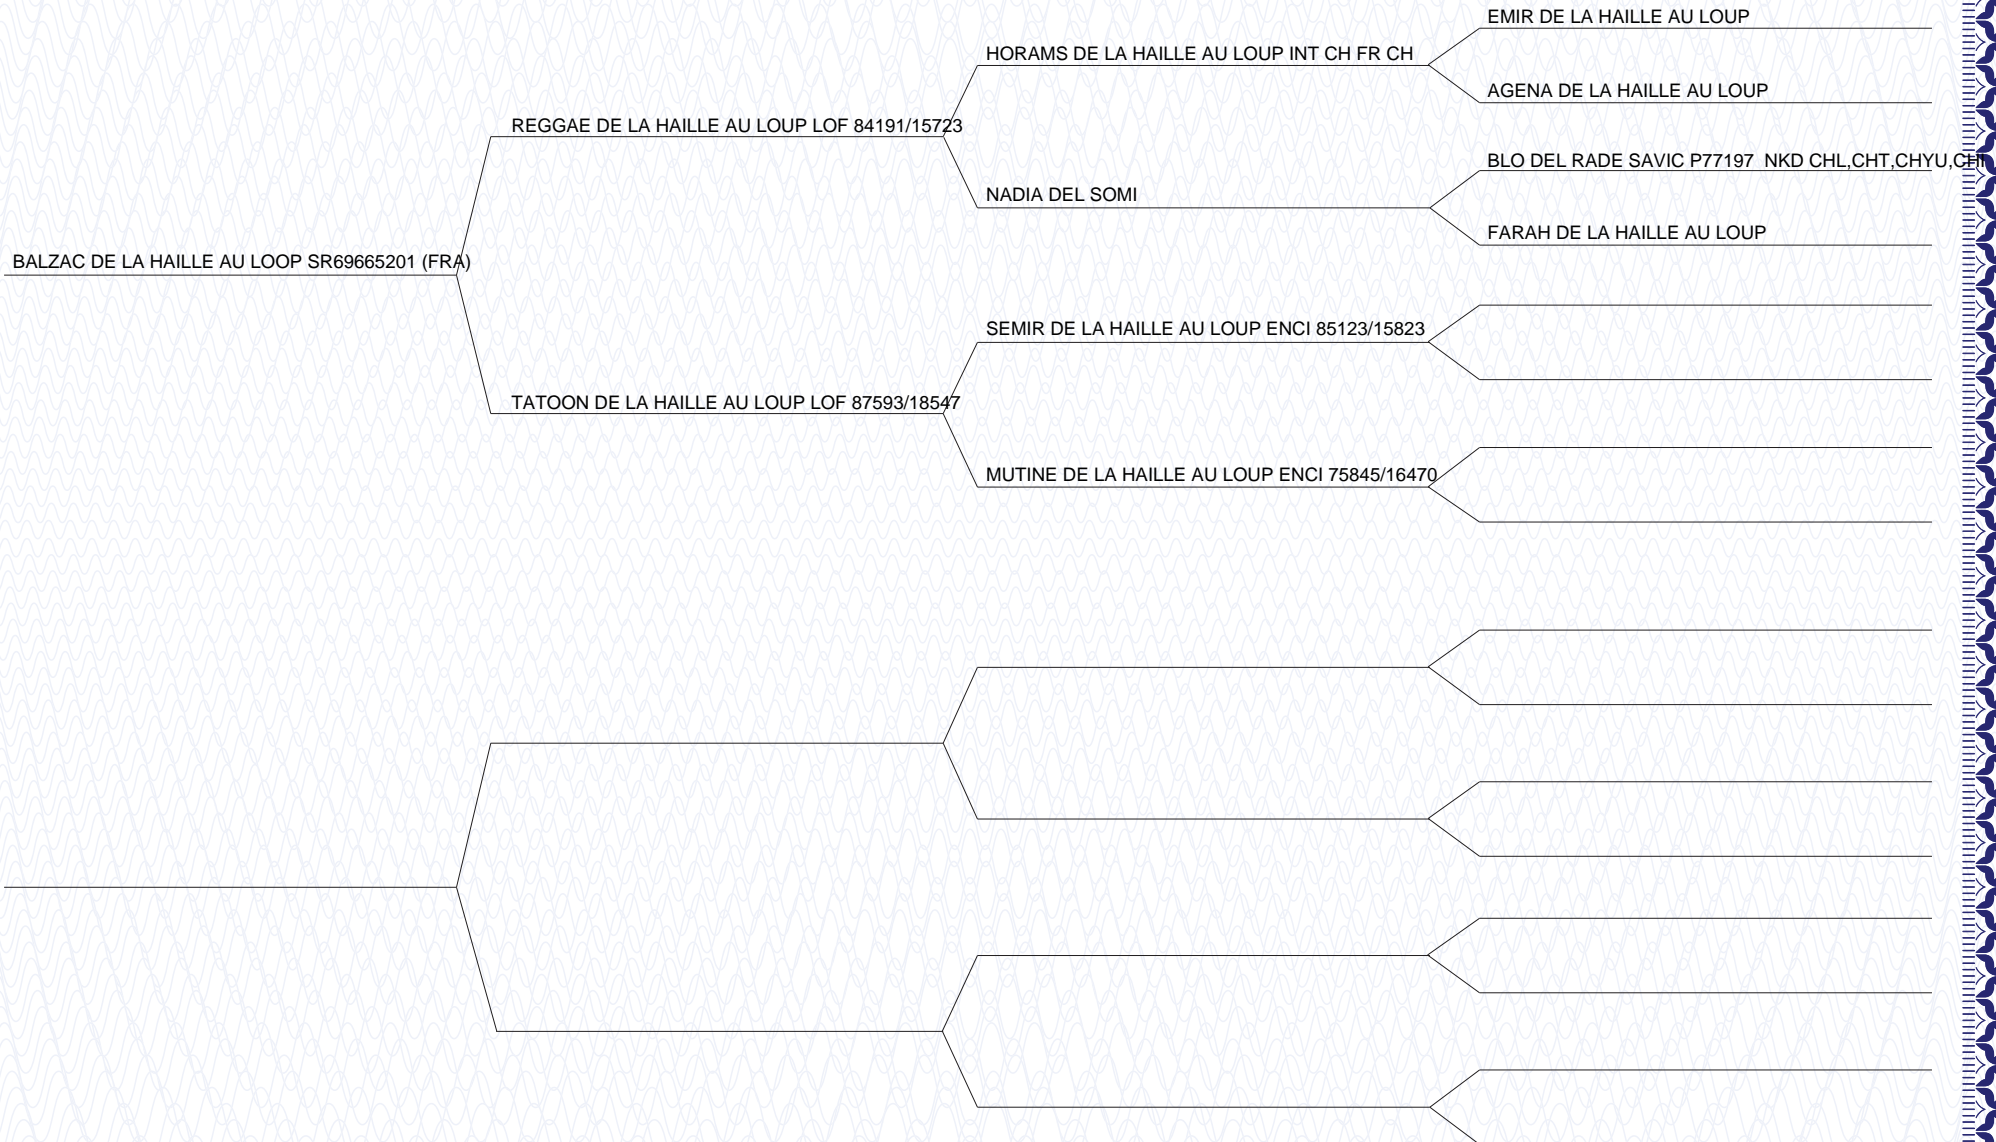 EMIR DE LA HAILLE AU LOUP
HORAMS DE LA HAILLE AU LOUP INT CH FR CH
AGENA DE LA HAILLE AU LOUP
REGGAE DE LA HAILLE AU LOUP LOF 84191/15723
BLO DEL RADE SAVIC P77197 NKD CHL,CHT,CHYU,CHI
NADIA DEL SOMI
FARAH DE LA HAILLE AU LOUP
BALZAC DE LA HAILLE AU LOOP SR69665201 (FRA)
SEMIR DE LA HAILLE AU LOUP ENCI 85123/15823
TATOON DE LA HAILLE AU LOUP LOF 87593/18547
MUTINE DE LA HAILLE AU LOUP ENCI 75845/16470